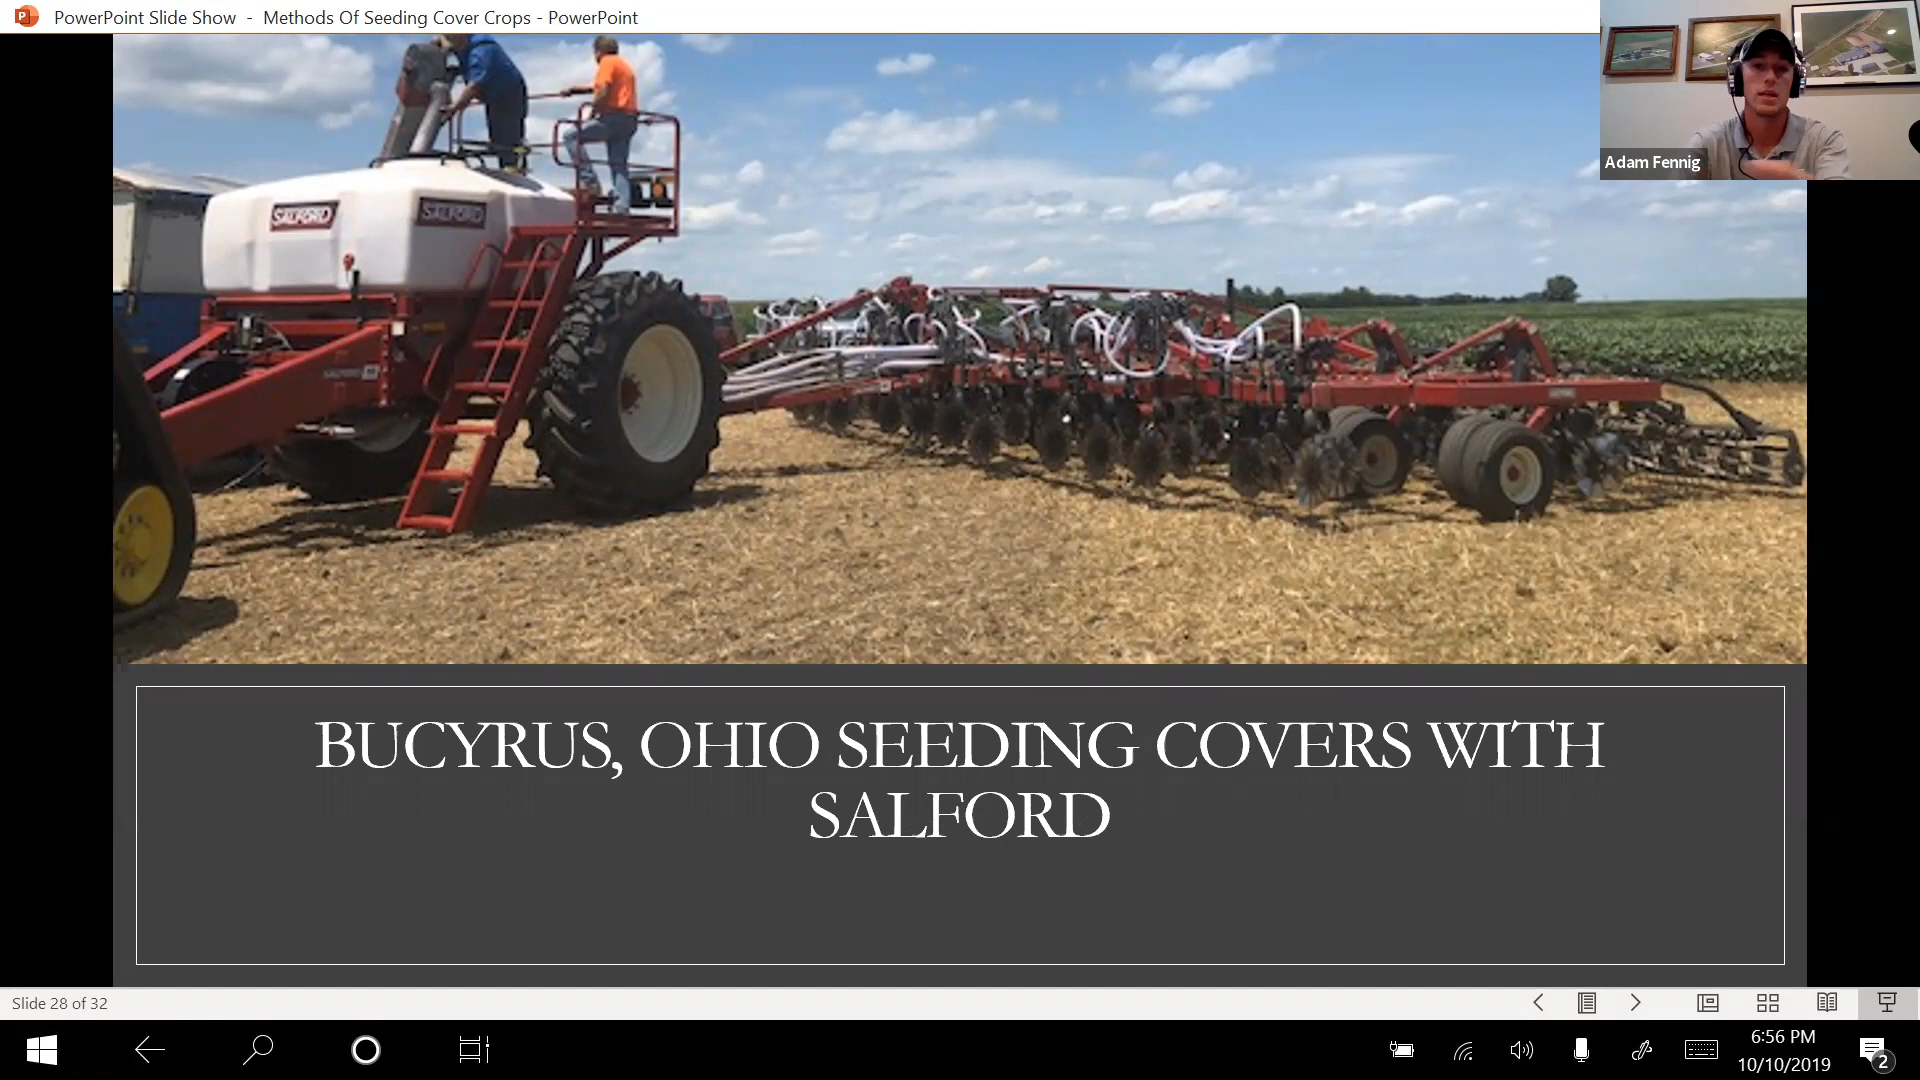 PowerPoint Slide Show - Methods Of Seeding Cover Crops - PowerPoint
Adam Fennig
SALFORD SALFORD
BUCYRUS, OHIO SEEDING COVERS WITH
SALFORD
Slide 28 of 32
6:56 PM
10/10/2019
2